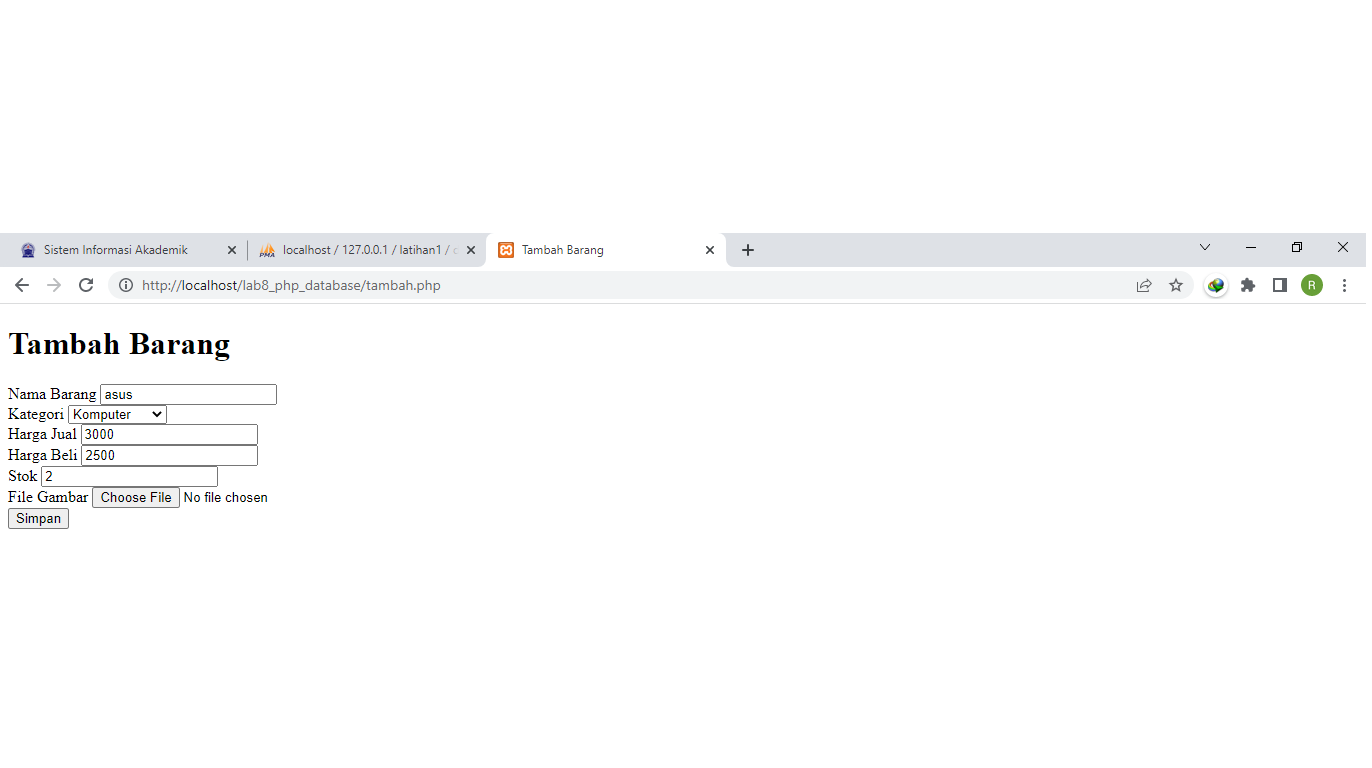 Sistem Informasi Akademik
PMA localhost / 127.0.0.1 / latihan1 /
Tambah Barang
http://localhost/lab8_php_database/tambah.php
R
Tambah Barang
Nama Barang asus
Kategori Komputer
Harga Jual 3000
Harga Beli 2500
Stok 2
File Gambar Choose File No file chosen
Simpan